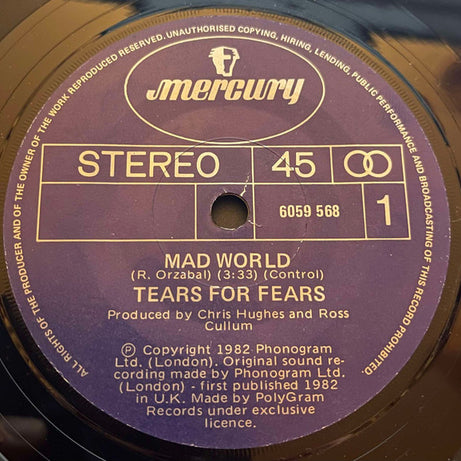 ALL RIGHTS OF THE PRODUCER AND OF THE OWNER OF THE WORK REPRODUCED RESERVED. UNAUTHORISED COPYING, HIRING, LENDING, PUBLIC PERFORMANCE AND BROADCASTING OF THIS RECORD PROHIBITED.
mercury
STEREO 45
6059 568 1
MAD WORLD
(R. Orzabal) (3:33) (Control)
TEARS FOR FEARS
Produced by Chris Hughes and Ross
Cullum
Ⓟ Copyright 1982 Phonogram
Ltd. (London). Original sound re-
cording made by Phonogram Ltd.
(London) - first published 1982
in U.K. Made by PolyGram
Records under exclusive
licence.